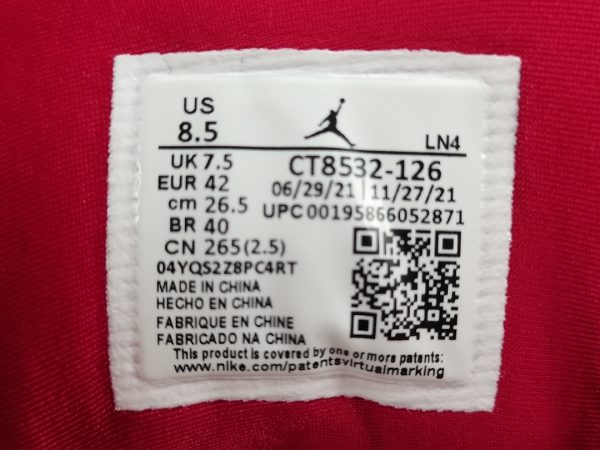 US
8.5
LN4
UK 7.5
EUR 42
cm 26.5
BR 40
CN 265(2.5)
CT8532-126
06/29/21 11/27/21
UPC00195866052871
04YQS2Z8PC4RT
MADE IN CHINA
HECHO EN CHINA
FABRIQUE EN CHINE
FABRICADO NA CHINA
This product is covered by one or more patents:
www.nike.com/patentsvirtualmarking